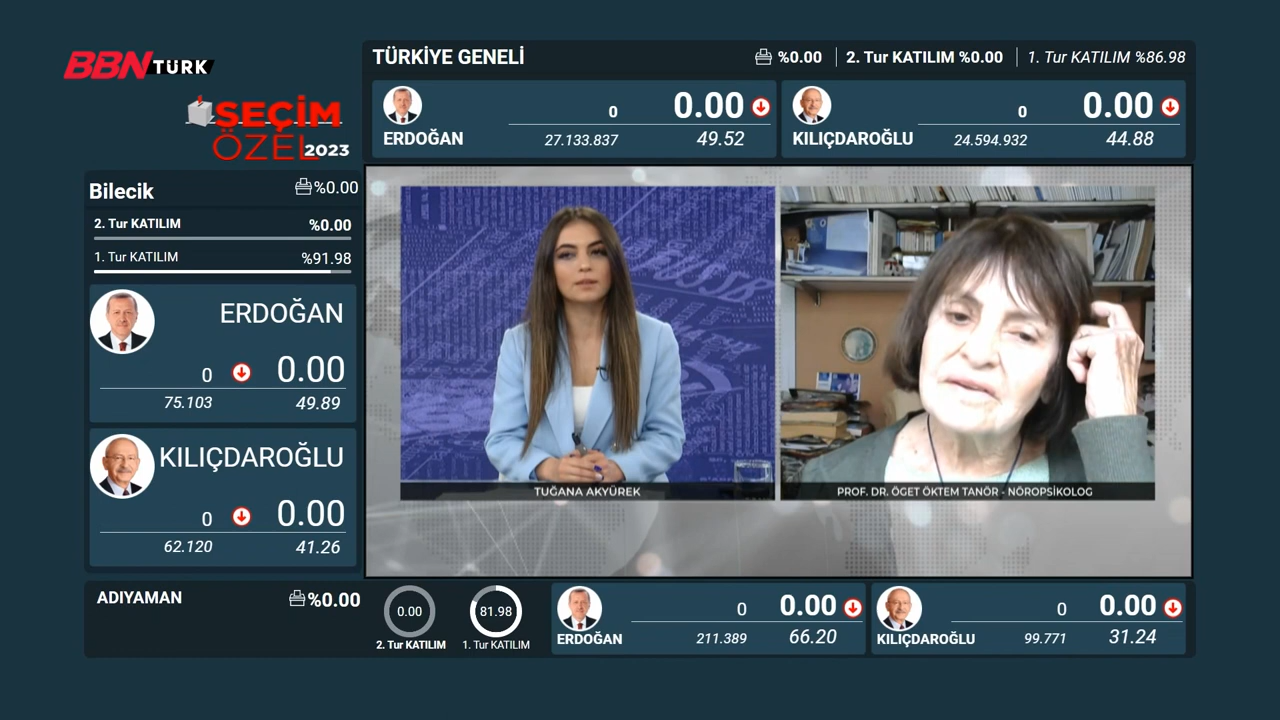 BBN TÜRK
SEÇİM
ÖZEL 2023
TÜRKİYE GENELİ
%0.00
2. Tur KATILIM %0.00
1. Tur KATILIM %86.98
ERDOĞAN
0
0.00
27.133.837
49.52
KILIÇDAROĞLU
0
0.00
24.594.932
44.88
Bilecik
%0.00
2. Tur KATILIM
%0.00
1. Tur KATILIM
%91.98
ERDOĞAN
0
0.00
75.103
49.89
KILIÇDAROĞLU
0
0.00
62.120
41.26
TUĞANA AKYÜREK
PROF. DR. ÖGET ÖKTEM TANÖR - NÖROPSİKOLOG
ADIYAMAN
%0.00
0.00
2. Tur KATILIM
81.98
1. Tur KATILIM
ERDOĞAN
0
0.00
211.389
66.20
KILIÇDAROĞLU
0
0.00
99.771
31.24